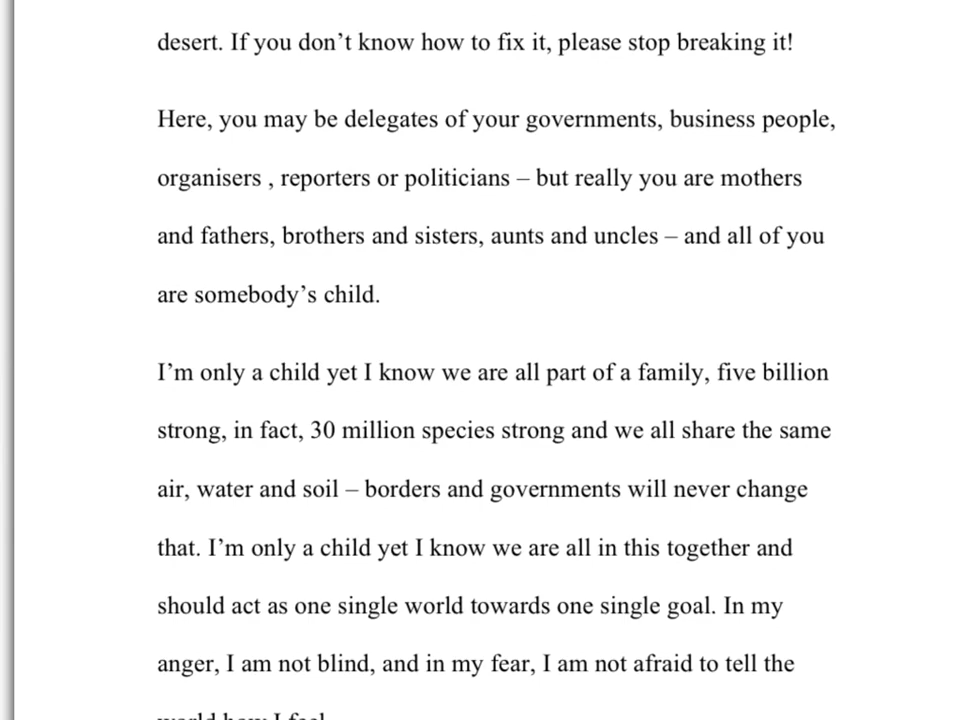 desert. If you don’t know how to fix it, please stop breaking it!
Here, you may be delegates of your governments, business people,
organisers , reporters or politicians – but really you are mothers
and fathers, brothers and sisters, aunts and uncles – and all of you
are somebody’s child.
I’m only a child yet I know we are all part of a family, five billion
strong, in fact, 30 million species strong and we all share the same
air, water and soil – borders and governments will never change
that. I’m only a child yet I know we are all in this together and
should act as one single world towards one single goal. In my
anger, I am not blind, and in my fear, I am not afraid to tell the
world how I feel.